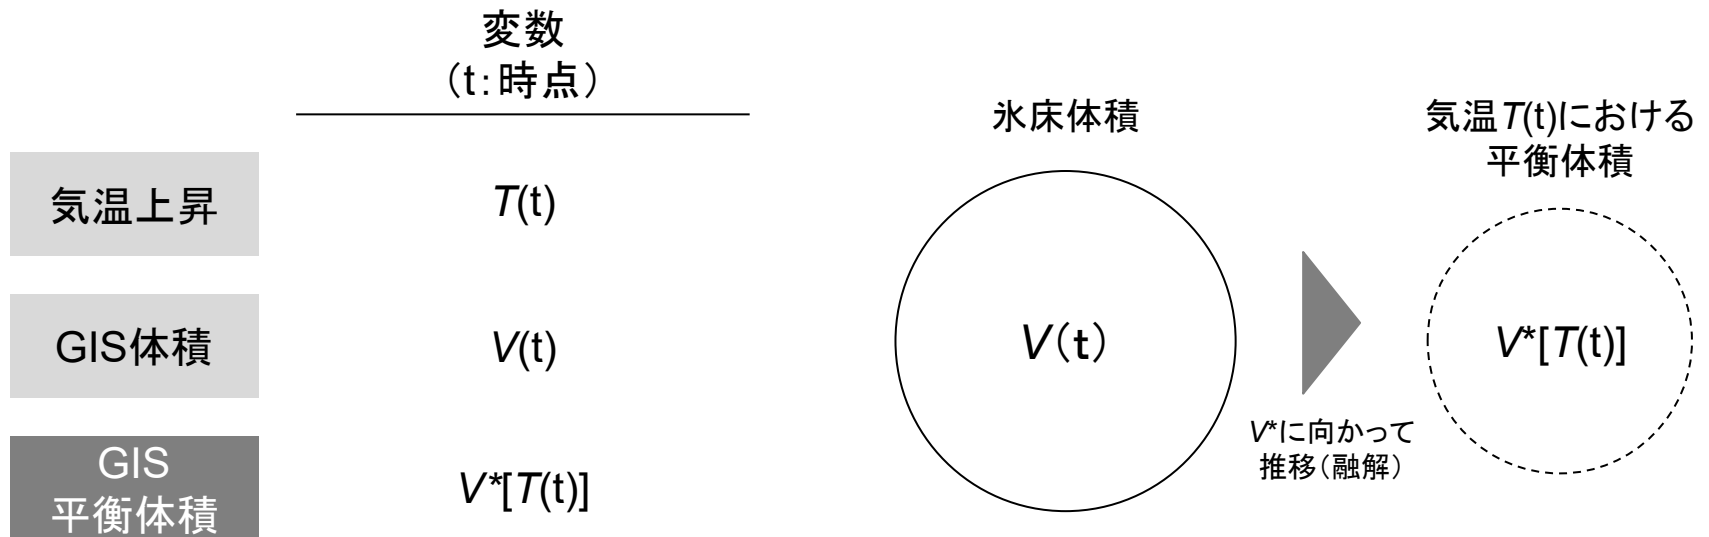 変数
（t：時点）
気温上昇
T(t)
GIS体積
V(t)
GIS
平衡体積
V*[T(t)]
氷床体積
V（t）
V*に向かって
推移（融解）
気温T(t)における
平衡体積
V*[T(t)]